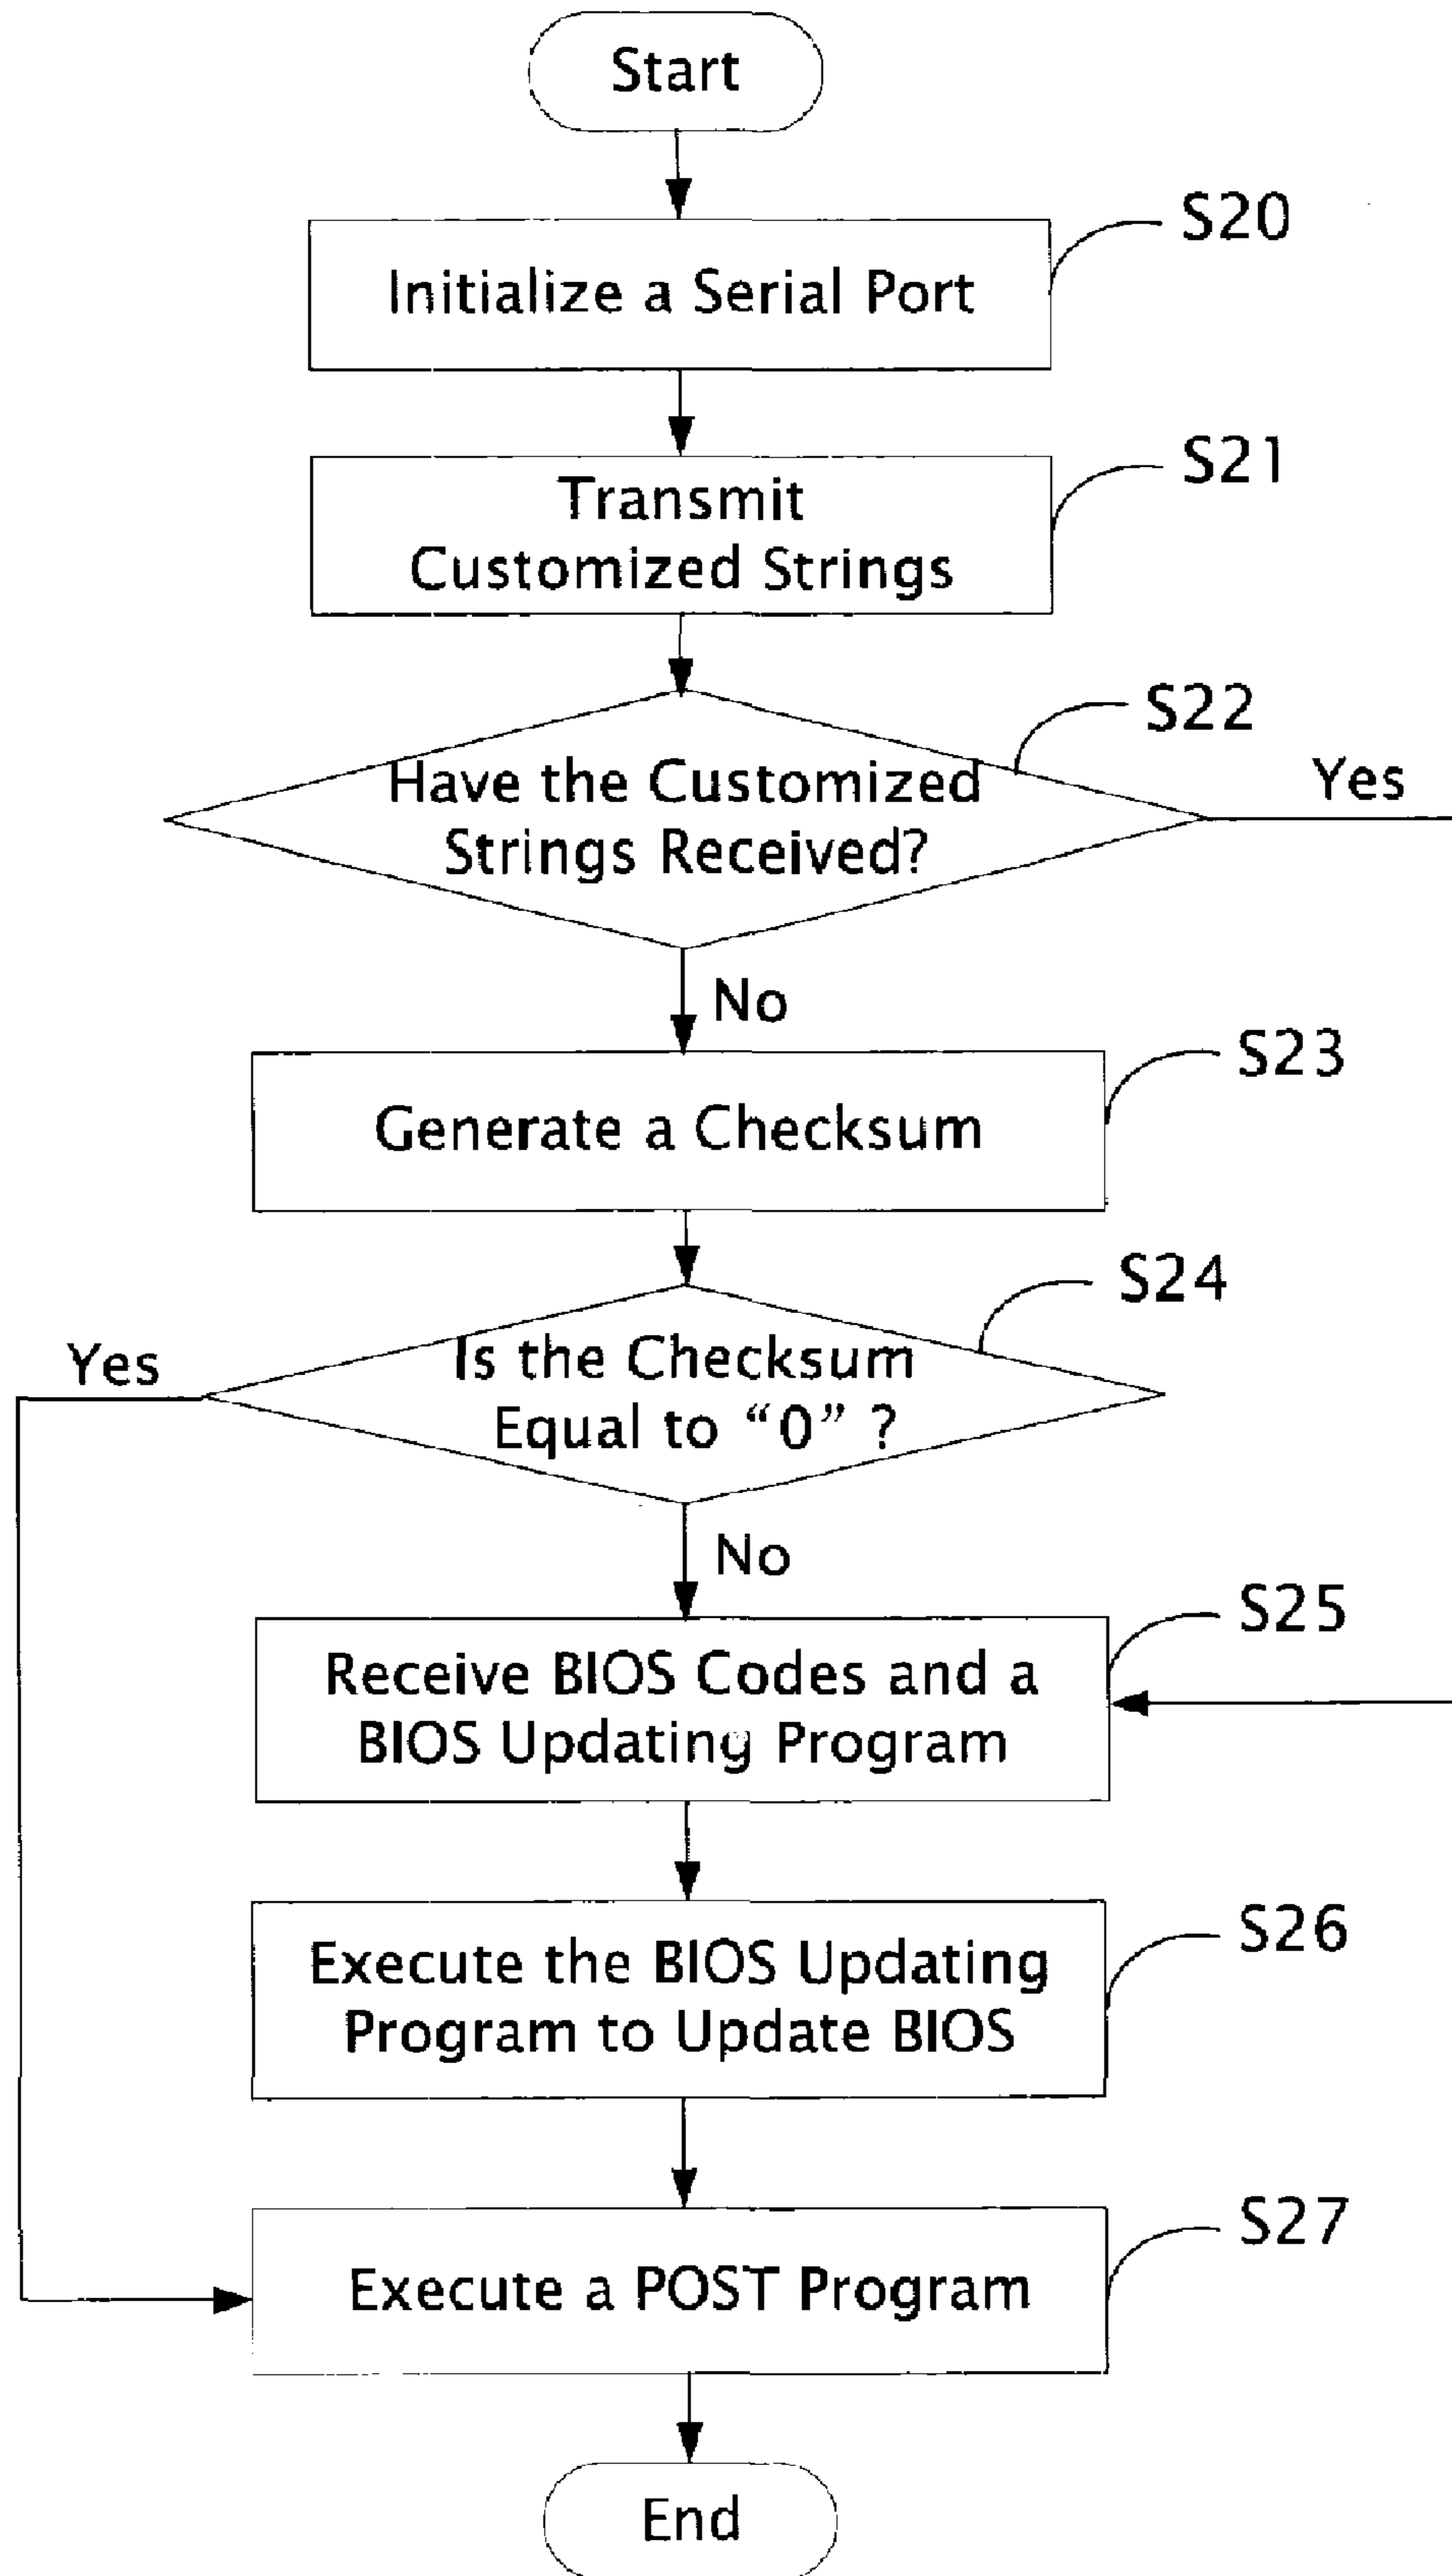 Start
S20
Initialize a Serial Port
S21
Transmit
Customized Strings
S22
Have the Customized
Strings Received?
Yes
No
S23
Generate a Checksum
S24
Yes
Is the Checksum
Equal to “0” ?
No
S25
Receive BIOS Codes and a
BIOS Updating Program
S26
Execute the BIOS Updating
Program to Update BIOS
S27
Execute a POST Program
End